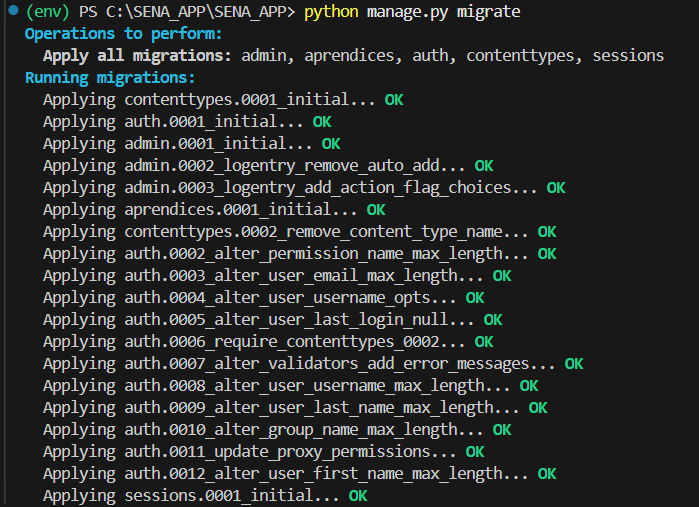 (env) PS C:\SENA_APP\SENA_APP> python manage.py migrate
Operations to perform:
  Apply all migrations: admin, aprendices, auth, contenttypes, sessions
Running migrations:
  Applying contenttypes.0001_initial... OK
  Applying auth.0001_initial... OK
  Applying admin.0001_initial... OK
  Applying admin.0002_logentry_remove_auto_add... OK
  Applying admin.0003_logentry_add_action_flag_choices... OK
  Applying aprendices.0001_initial... OK
  Applying contenttypes.0002_remove_content_type_name... OK
  Applying auth.0002_alter_permission_name_max_length... OK
  Applying auth.0003_alter_user_email_max_length... OK
  Applying auth.0004_alter_user_username_opts... OK
  Applying auth.0005_alter_user_last_login_null... OK
  Applying auth.0006_require_contenttypes_0002... OK
  Applying auth.0007_alter_validators_add_error_messages... OK
  Applying auth.0008_alter_user_username_max_length... OK
  Applying auth.0009_alter_user_last_name_max_length... OK
  Applying auth.0010_alter_group_name_max_length... OK
  Applying auth.0011_update_proxy_permissions... OK
  Applying auth.0012_alter_user_first_name_max_length... OK
  Applying sessions.0001_initial... OK